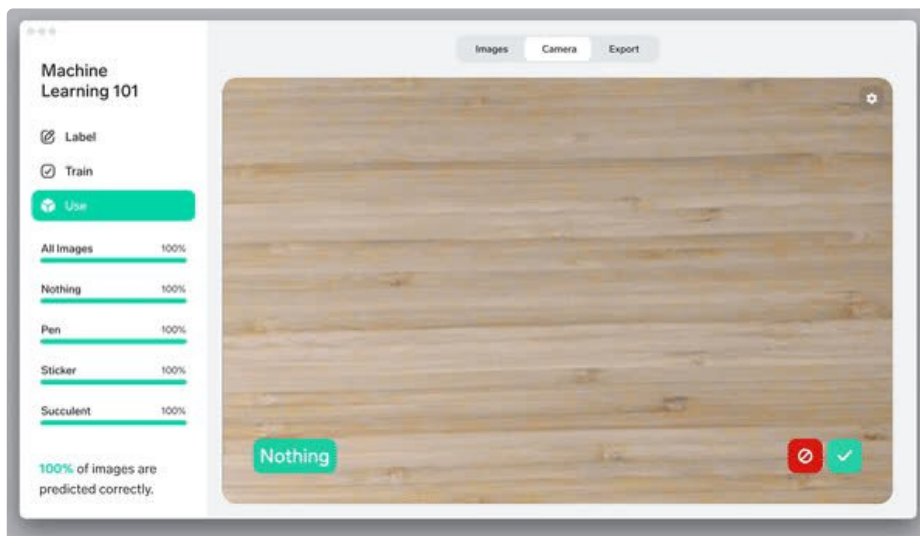 Machine
Learning 101
Label
Train
Use
All Images 100%
Nothing 100%
Pen 100%
Sticker 100%
Succulent 100%
100% of images are
predicted correctly.
Images Camera Export
Nothing